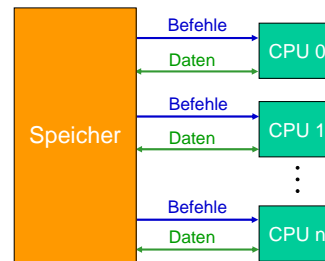 Befehle
CPU 0
Daten
Befehle
Speicher
CPU 1
Daten
Befehle
CPU n
Daten